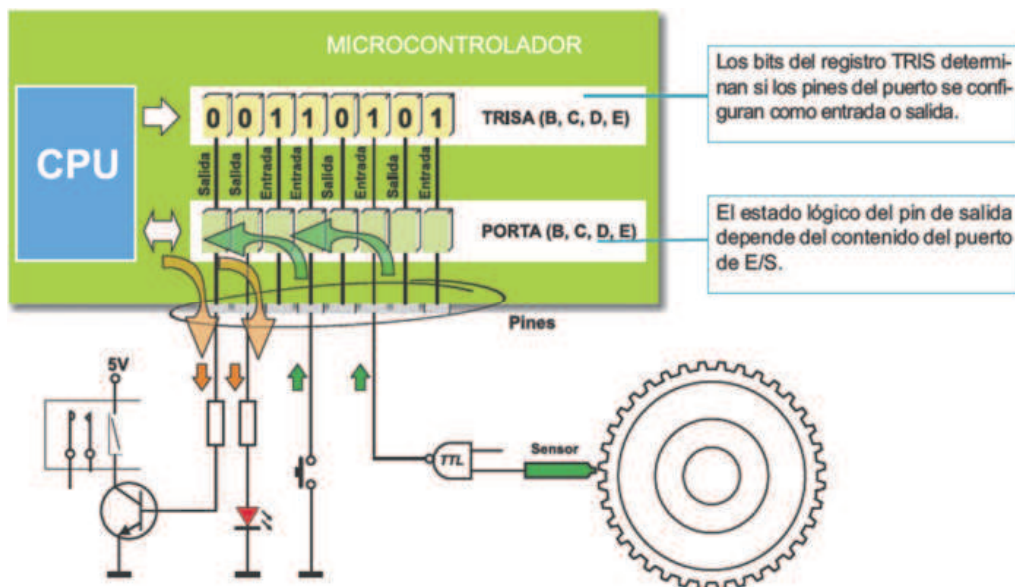 MICROCONTROLADOR
Los bits del registro TRIS determi-
nan si los pines del puerto se confi-
guran como entrada o salida.
CPU
0 0 1 1 0 1 0 1
TRISA (B, C, D, E)
Salida
Salida
Entrada
Entrada
Salida
Entrada
Salida
Entrada
PORTA (B, C, D, E)
El estado lógico del pin de salida
depende del contenido del puerto
de E/S.
Pines
5V
TTL
Sensor